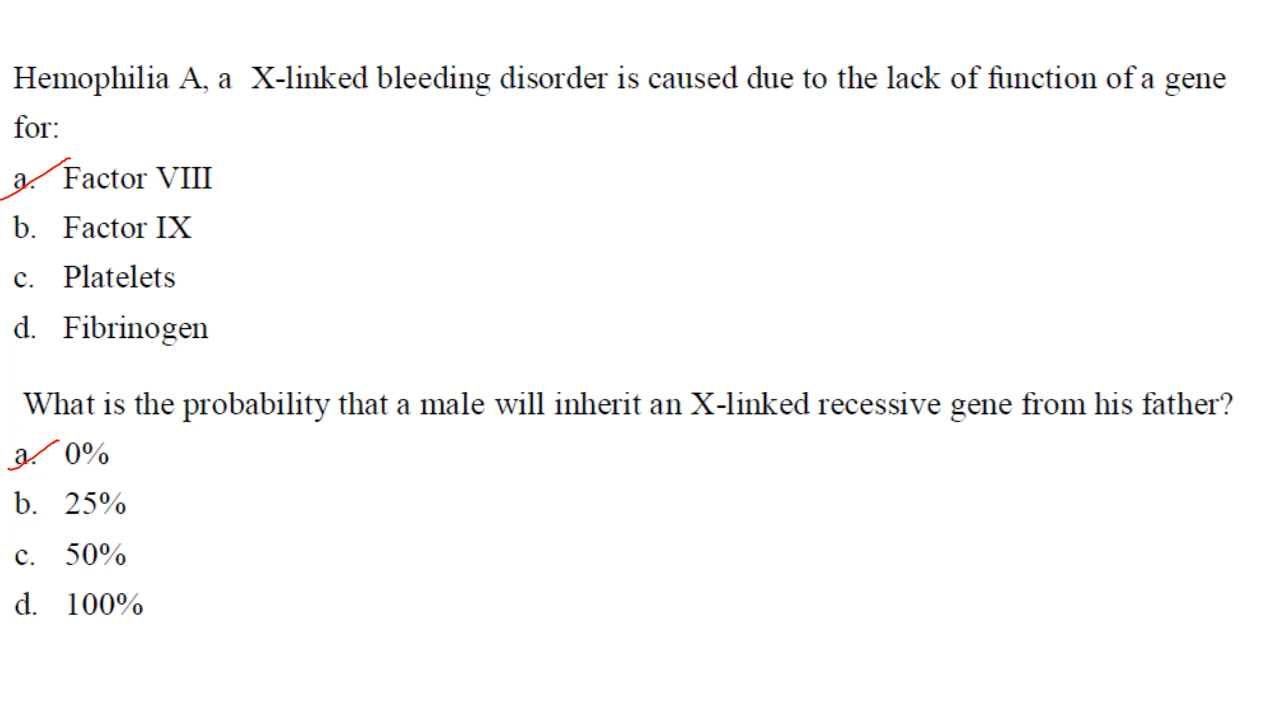 Hemophilia A, a X-linked bleeding disorder is caused due to the lack of function of a gene
for:
a. Factor VIII
b. Factor IX
c. Platelets
d. Fibrinogen
What is the probability that a male will inherit an X-linked recessive gene from his father?
a. 0%
b. 25%
c. 50%
d. 100%